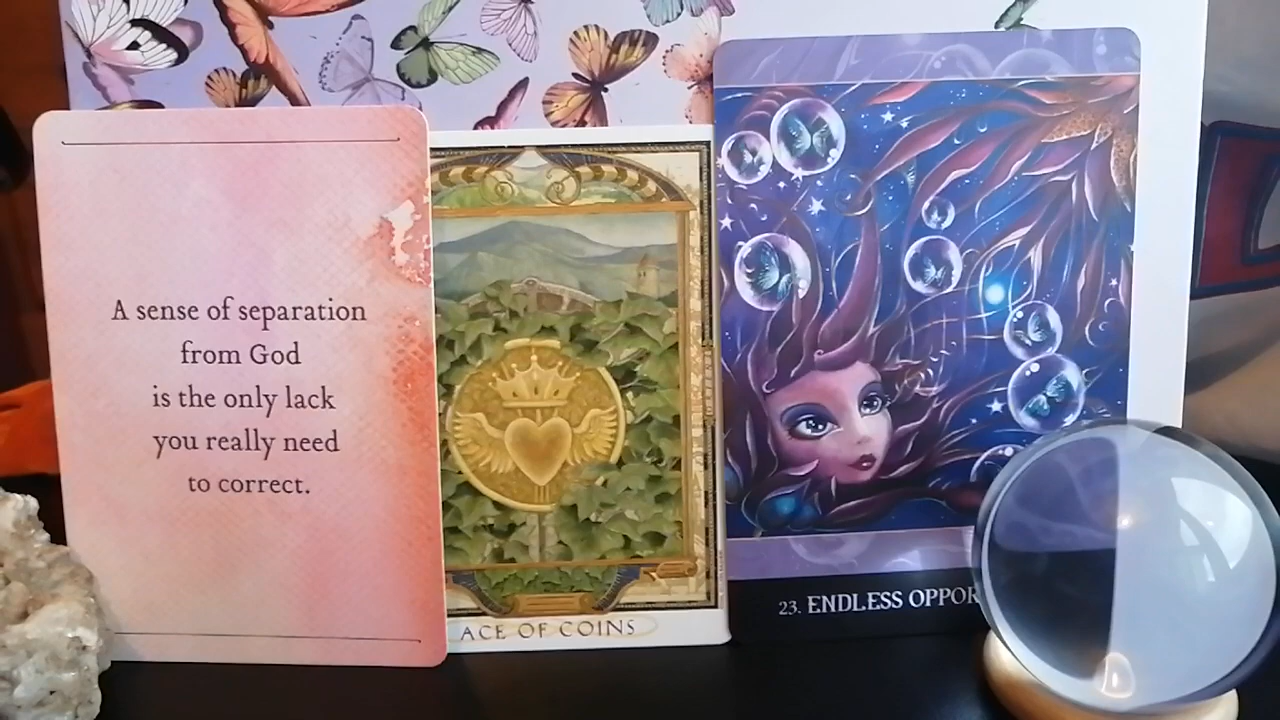 A sense of separation
from God
is the only lack
you really need
to correct.
ACE OF COINS
23. ENDLESS OPPOR